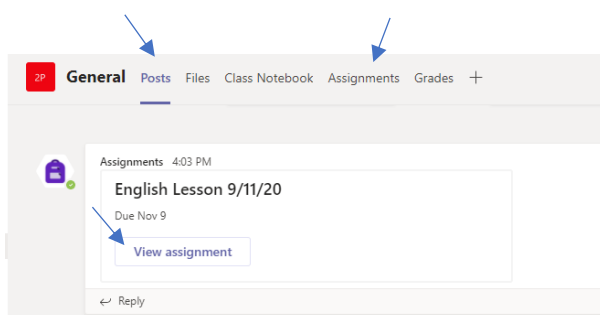 2P General Posts Files Class Notebook Assignments Grades
Assignments 4:03 PM
English Lesson 9/11/20
Due Nov 9
View assignment
Reply